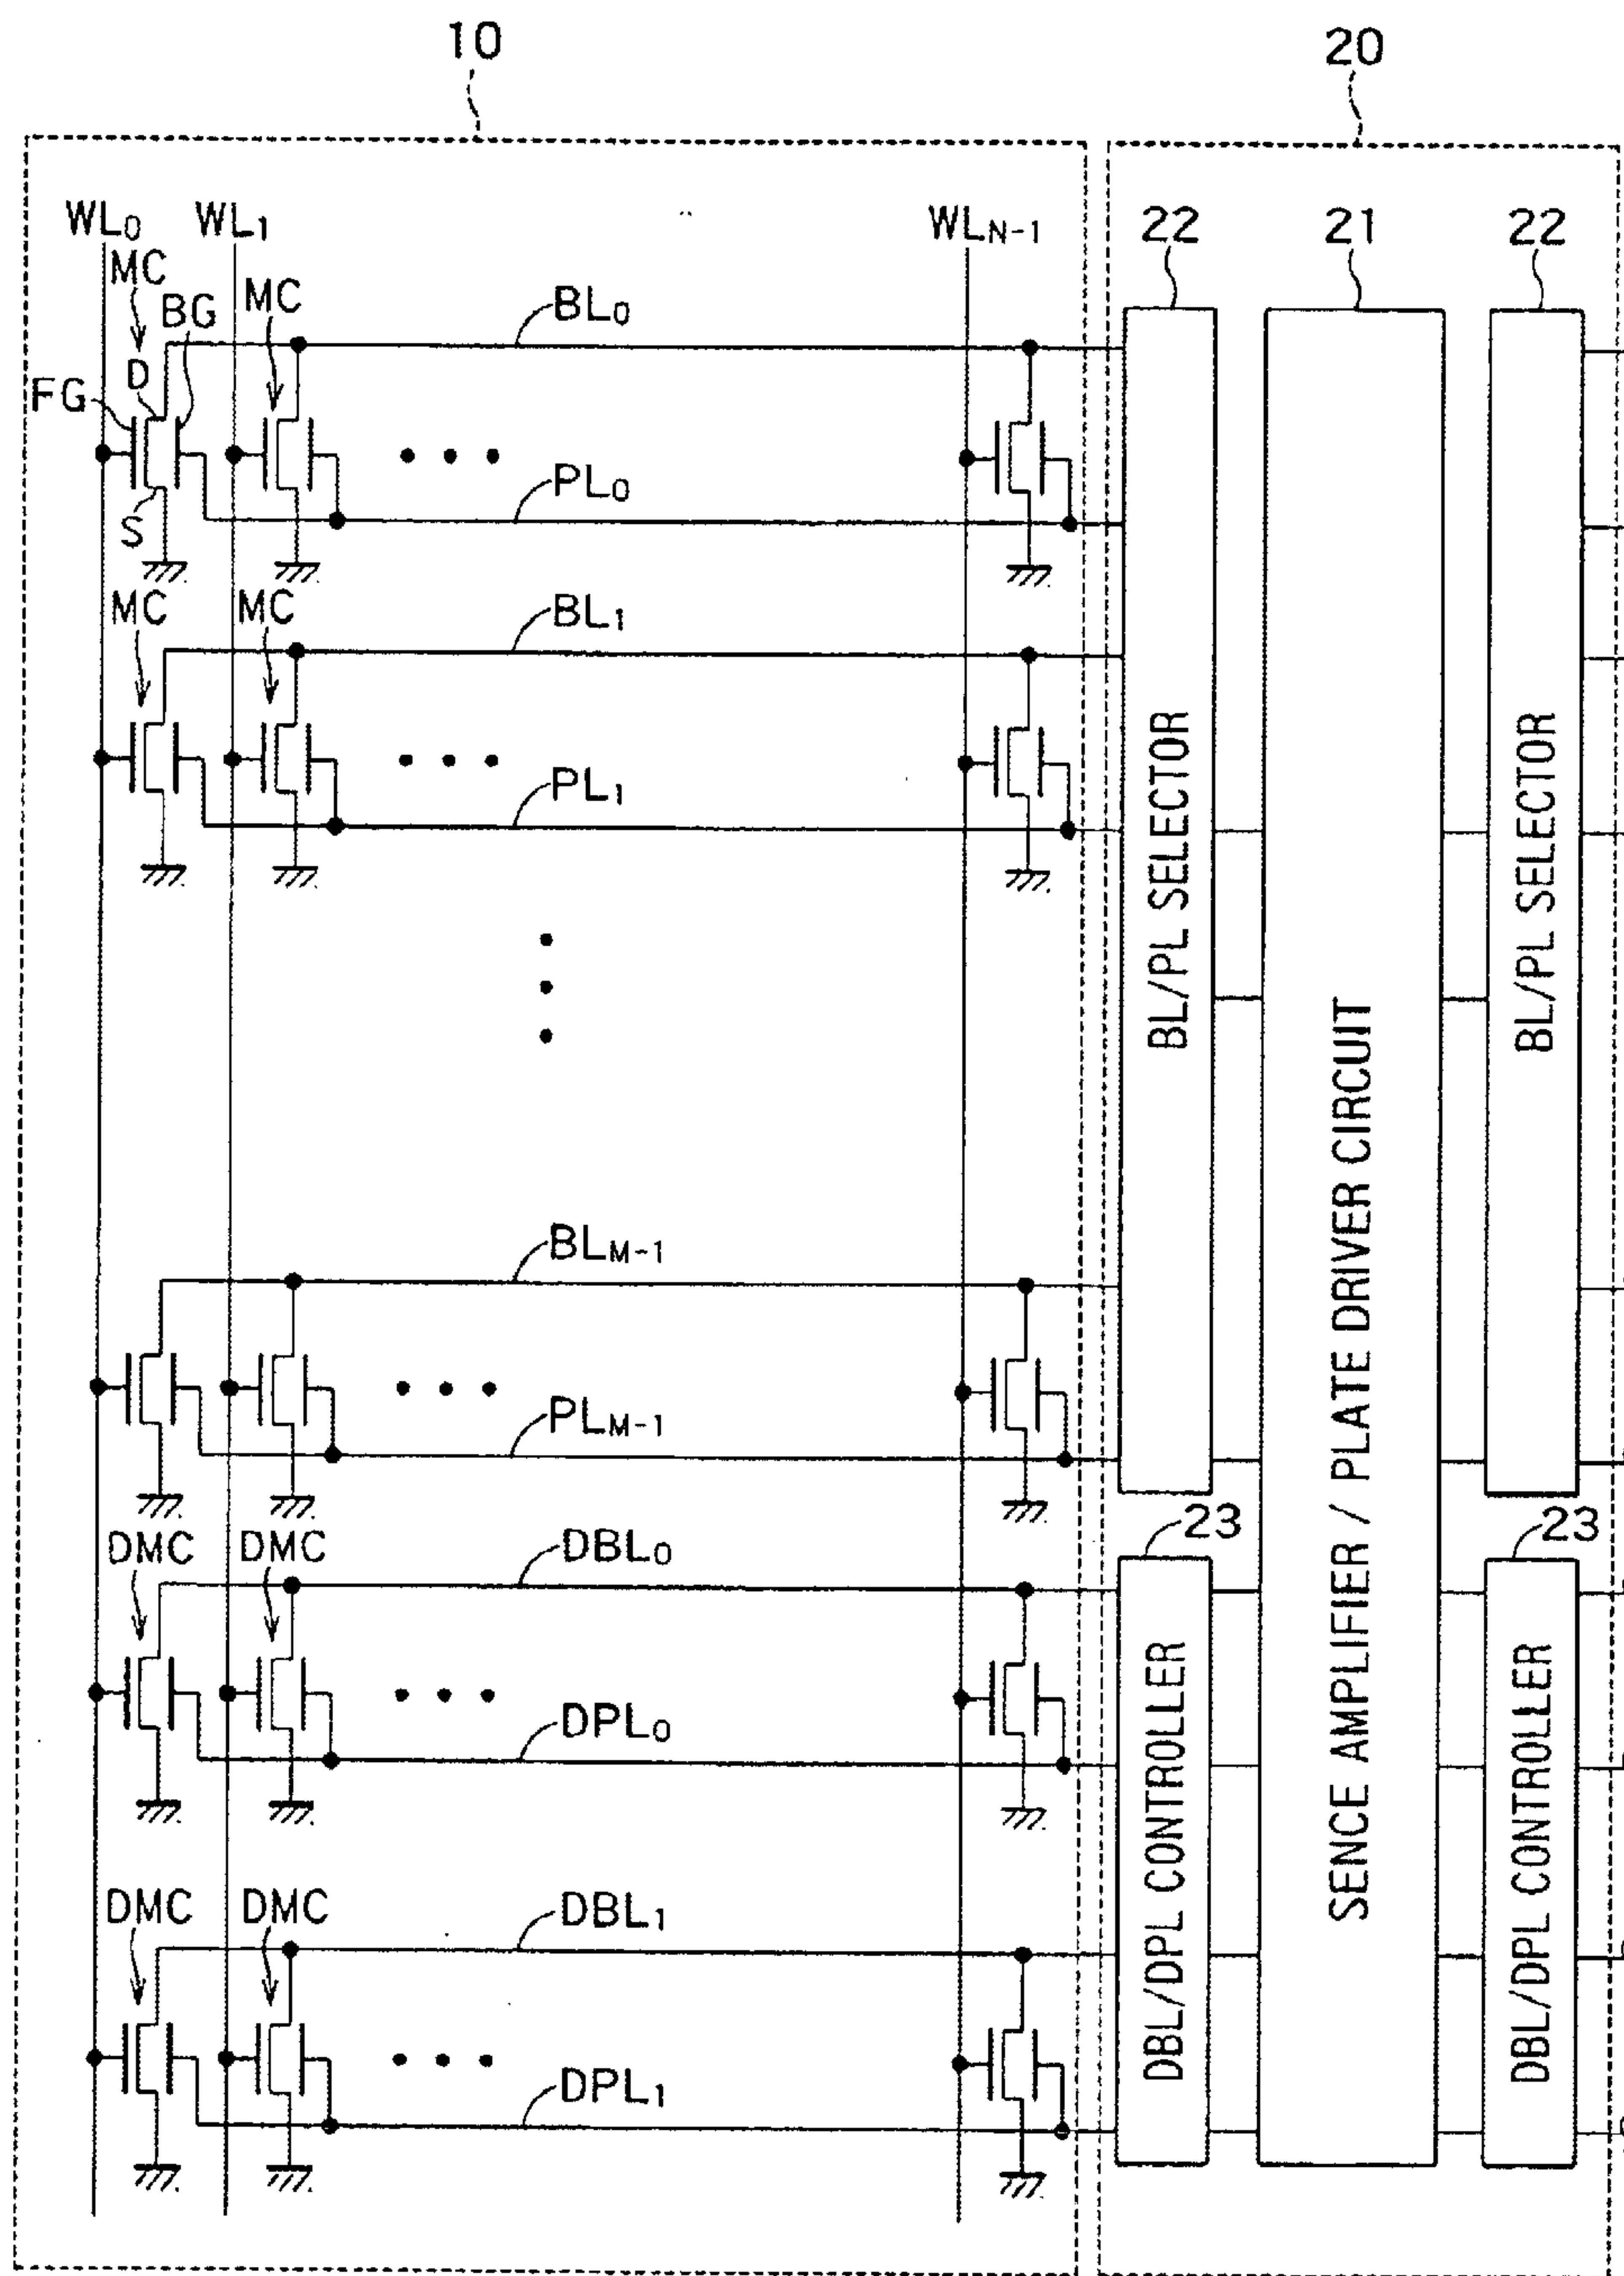 10
20
WL0
WL1
WLN-1
22
21
22
MC
BG
MC
BL0
D
FG
PL0
S
MC
MC
BL1
PL1
BL/PL SELECTOR
BL/PL SELECTOR
SENCE AMPLIFIER / PLATE DRIVER CIRCUIT
BLM-1
PLM-1
23
23
DMC
DMC
DBL0
DPL0
DBL/DPL CONTROLLER
DBL/DPL CONTROLLER
DMC
DMC
DBL1
DPL1